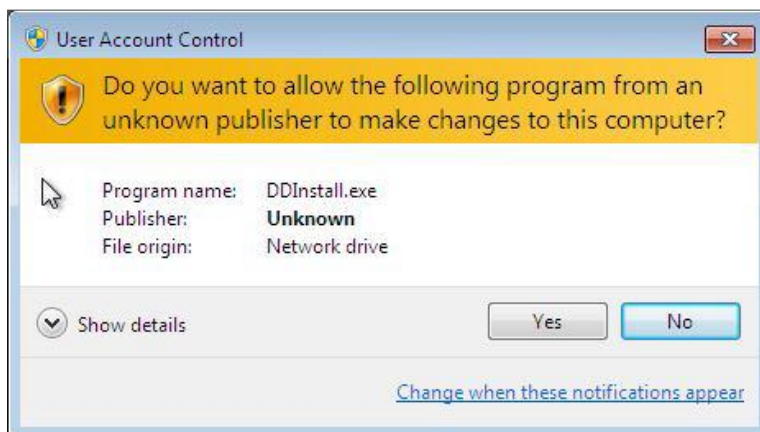 User Account Control
Do you want to allow the following program from an
unknown publisher to make changes to this computer?
Program name: DDInstall.exe
Publisher: Unknown
File origin: Network drive
Show details
Yes
No
Change when these notifications appear